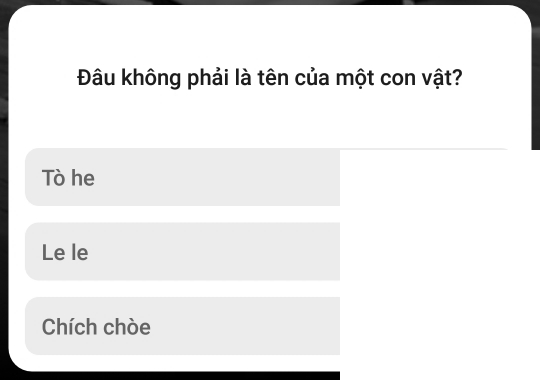 Đâu không phải là tên của một con vật?
Tò he
Le le
Chích chòe